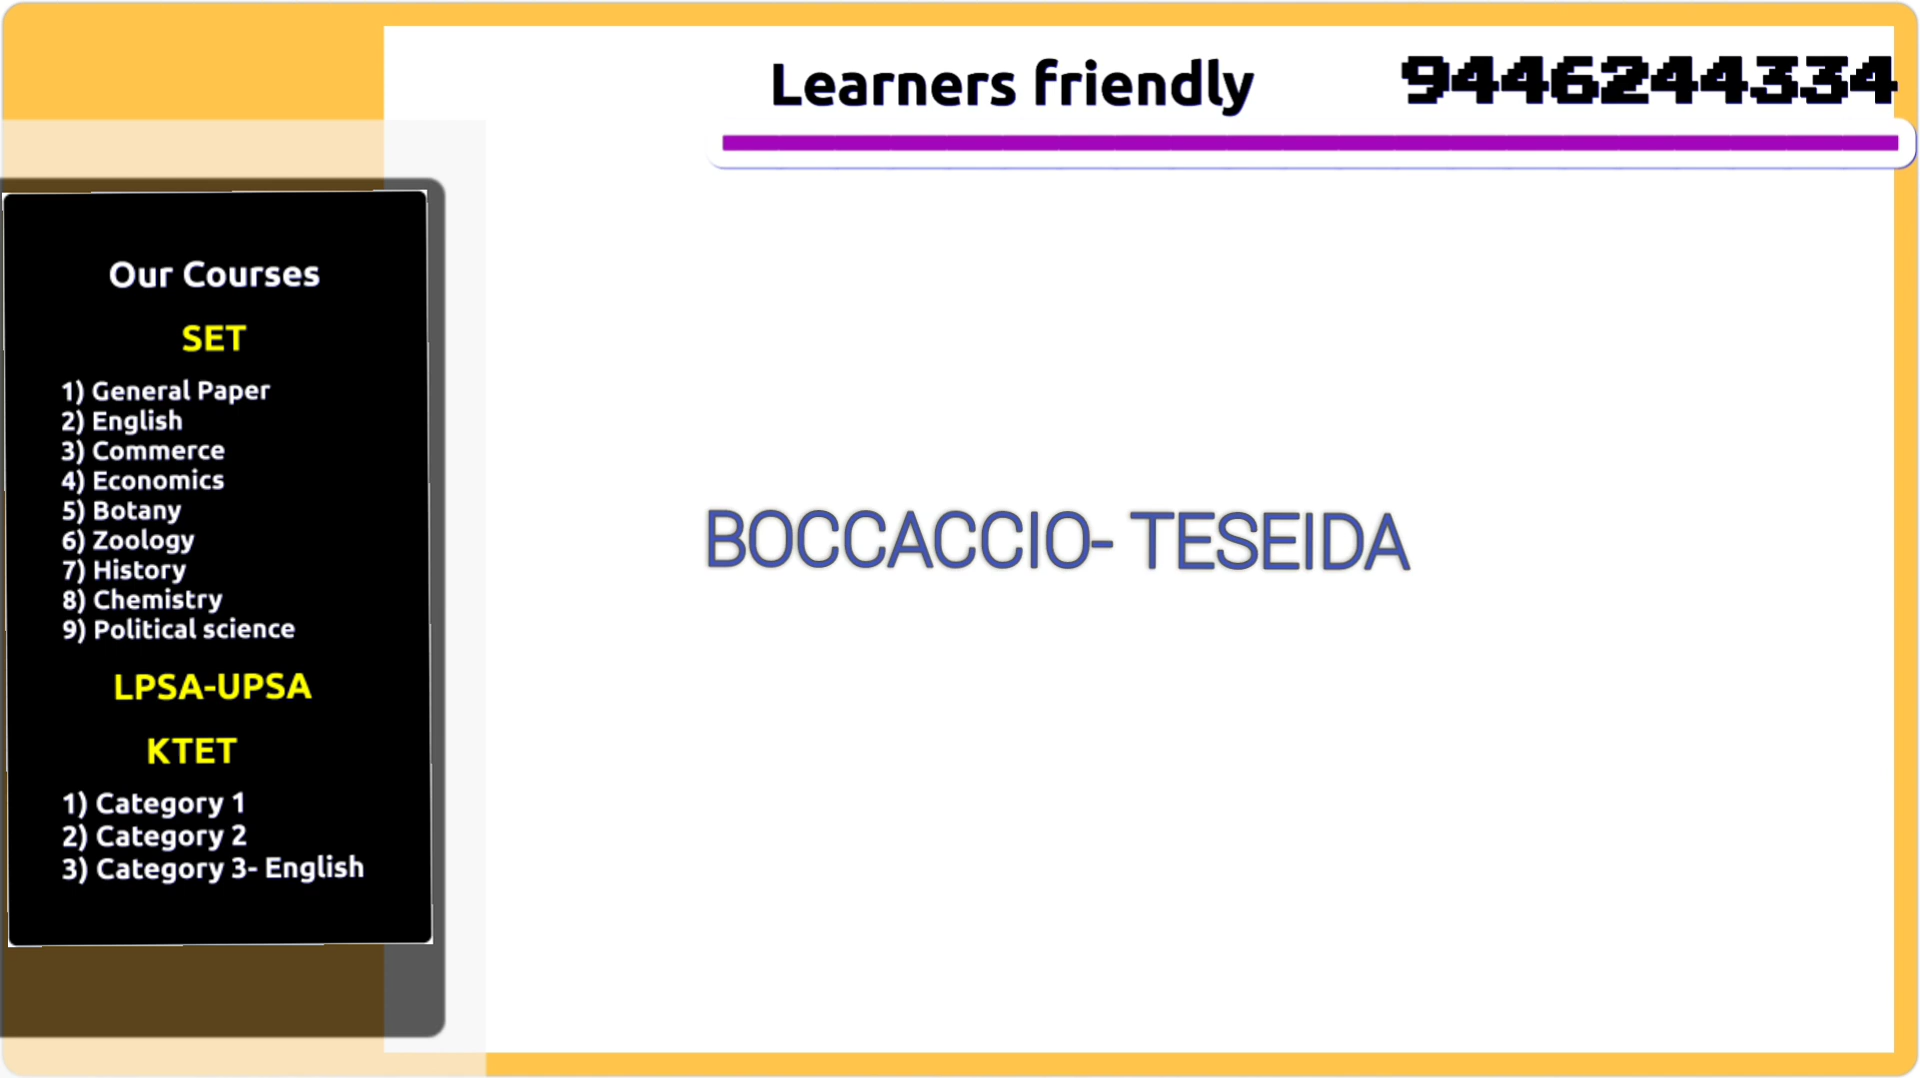 Learners friendly
9446244334
Our Courses
SET
1) General Paper
2) English
3) Commerce
4) Economics
5) Botany
6) Zoology
7) History
8) Chemistry
9) Political science
LPSA-UPSA
KTET
1) Category 1
2) Category 2
3) Category 3- English
BOCCACCIO- TESEIDA